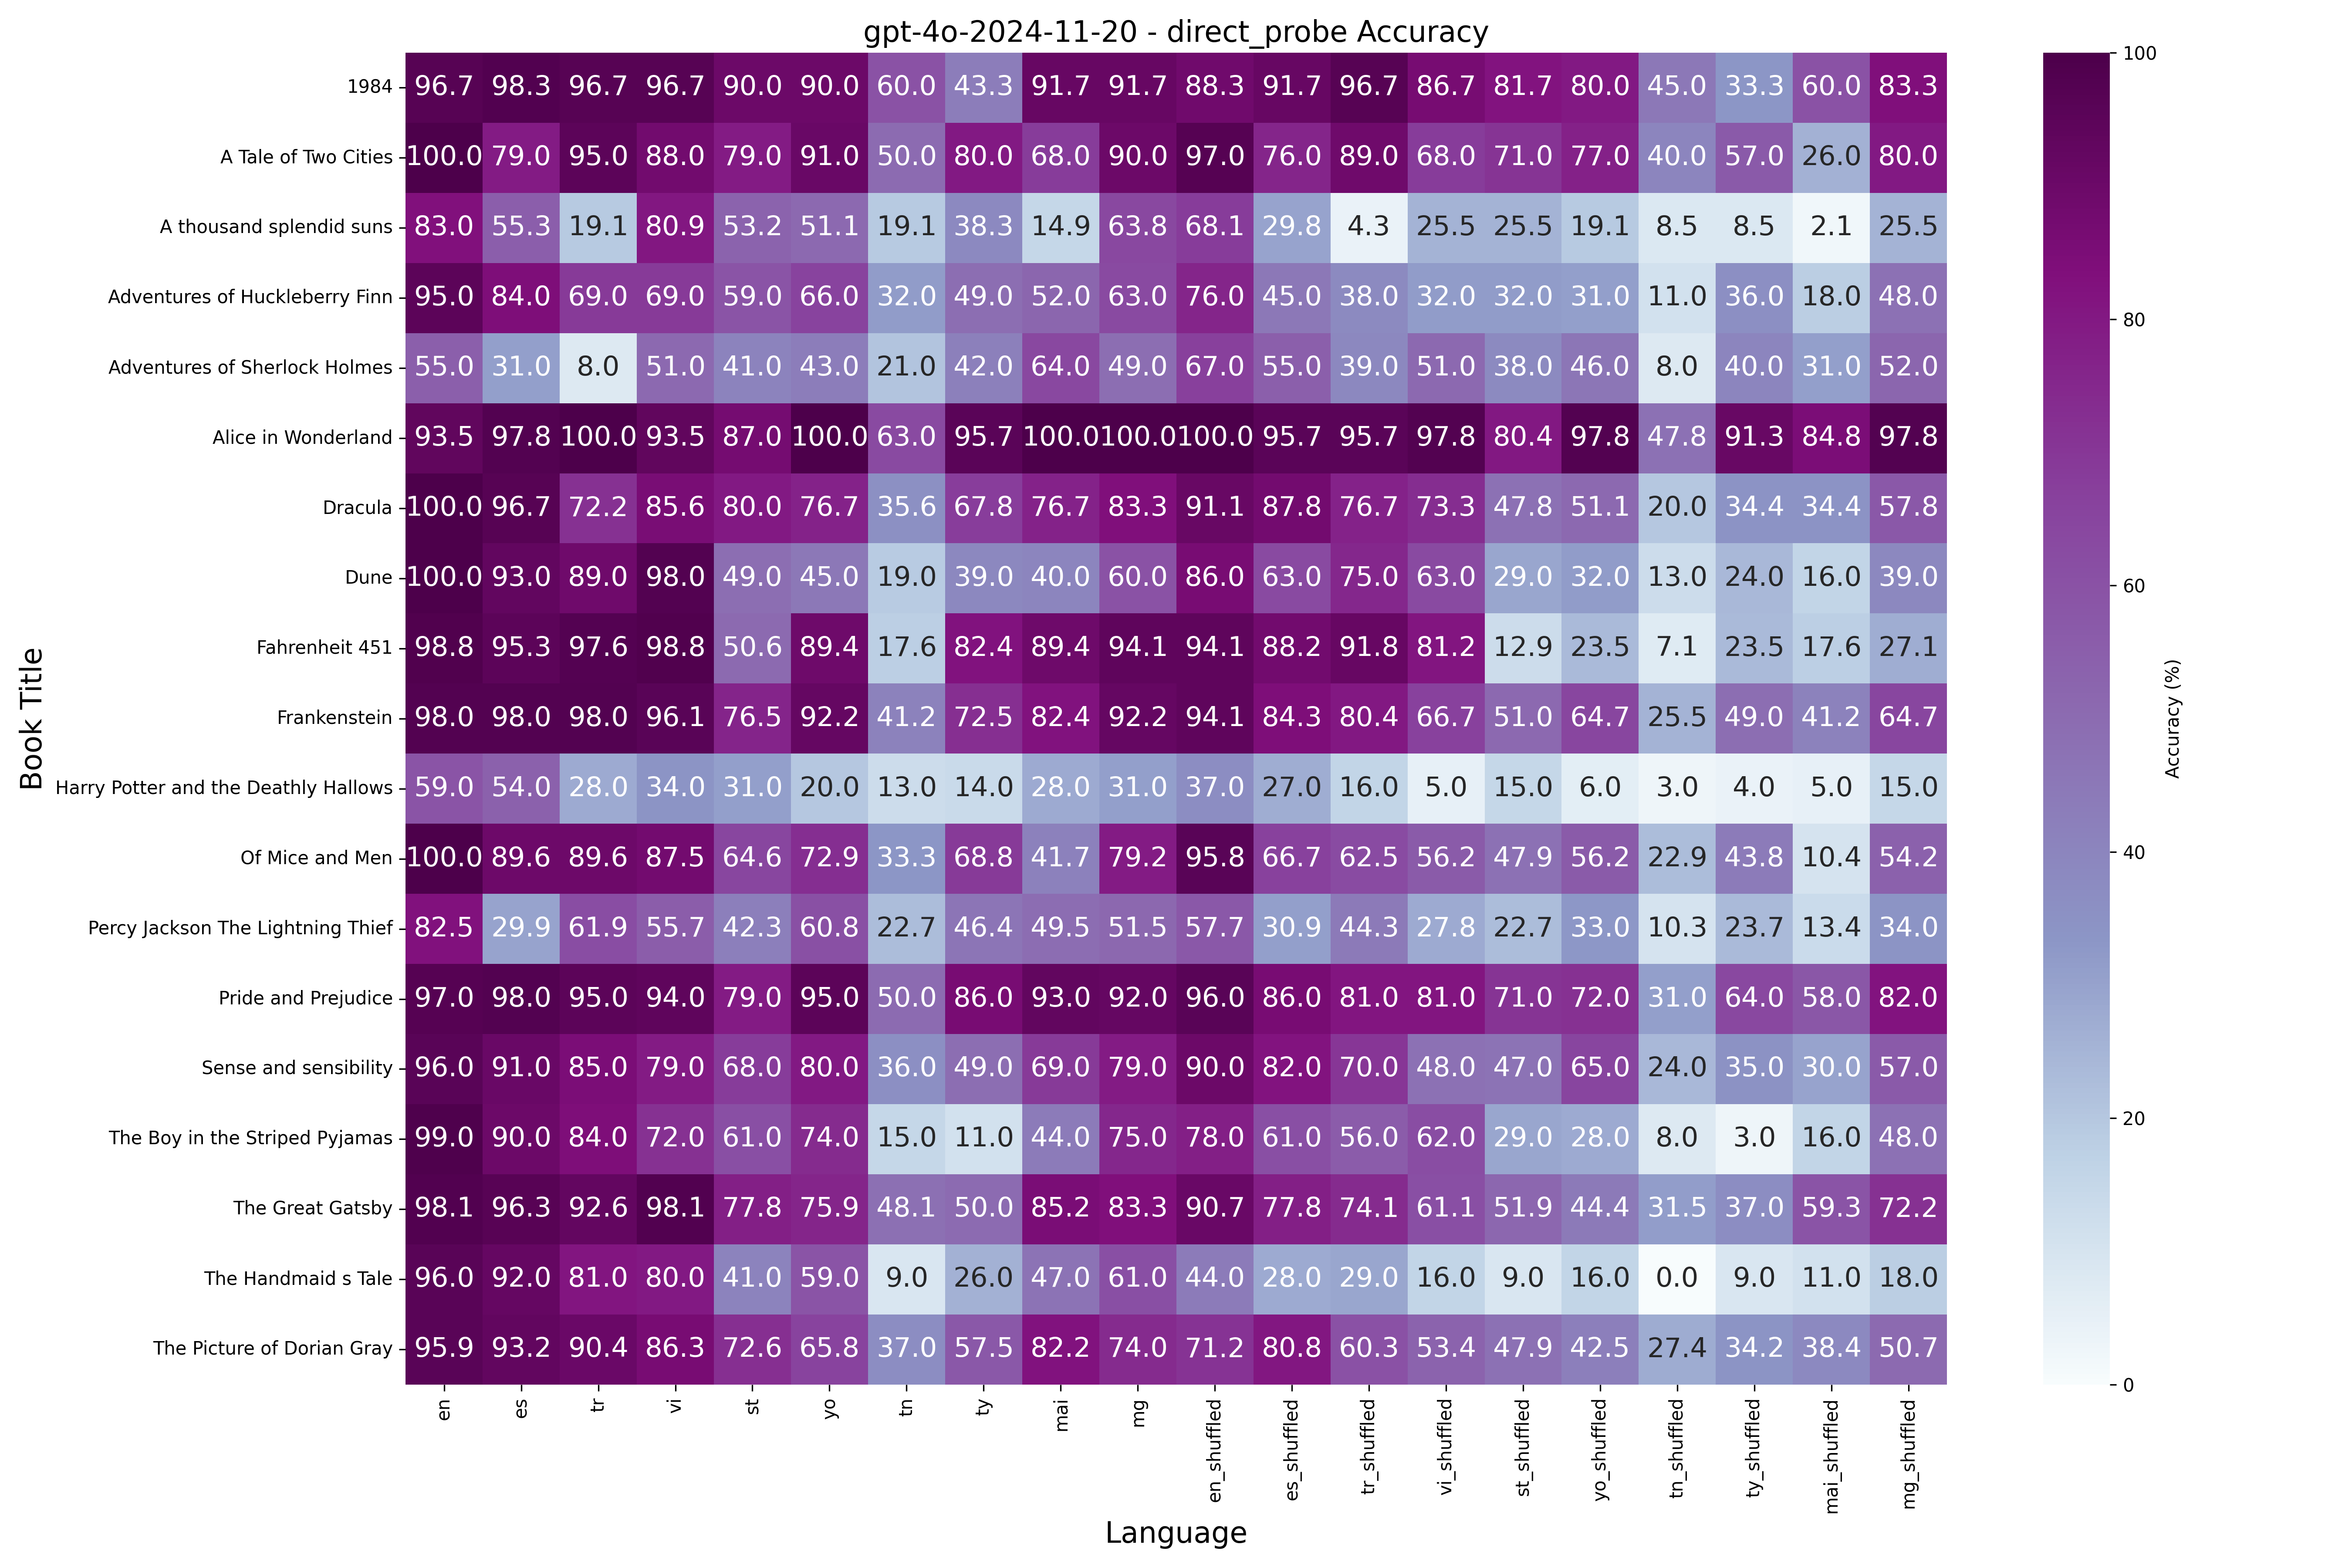 gpt-4o-2024-11-20 - direct_probe Accuracy
1984 96.7 98.3 96.7 96.7 90.0 90.0 60.0 43.3 91.7 91.7 88.3 91.7 96.7 86.7 81.7 80.0 45.0 33.3 60.0 83.3
A Tale of Two Cities 100.0 79.0 95.0 88.0 79.0 91.0 50.0 80.0 68.0 90.0 97.0 76.0 89.0 68.0 71.0 77.0 40.0 57.0 26.0 80.0
A thousand splendid suns 83.0 55.3 19.1 80.9 53.2 51.1 19.1 38.3 14.9 63.8 68.1 29.8 4.3 25.5 25.5 19.1 8.5 8.5 2.1 25.5
Adventures of Huckleberry Finn 95.0 84.0 69.0 69.0 59.0 66.0 32.0 49.0 52.0 63.0 76.0 45.0 38.0 32.0 32.0 31.0 11.0 36.0 18.0 48.0
Adventures of Sherlock Holmes 55.0 31.0 8.0 51.0 41.0 43.0 21.0 42.0 64.0 49.0 67.0 55.0 39.0 51.0 38.0 46.0 8.0 40.0 31.0 52.0
Alice in Wonderland 93.5 97.8 100.0 93.5 87.0 100.0 63.0 95.7 100.0 100.0 100.0 95.7 95.7 97.8 80.4 97.8 47.8 91.3 84.8 97.8
Dracula 100.0 96.7 72.2 85.6 80.0 76.7 35.6 67.8 76.7 83.3 91.1 87.8 76.7 73.3 47.8 51.1 20.0 34.4 34.4 57.8
Dune 100.0 93.0 89.0 98.0 49.0 45.0 19.0 39.0 40.0 60.0 86.0 63.0 75.0 63.0 29.0 32.0 13.0 24.0 16.0 39.0
Fahrenheit 451 98.8 95.3 97.6 98.8 50.6 89.4 17.6 82.4 89.4 94.1 94.1 88.2 91.8 81.2 12.9 23.5 7.1 23.5 17.6 27.1
Frankenstein 98.0 98.0 98.0 96.1 76.5 92.2 41.2 72.5 82.4 92.2 94.1 84.3 80.4 66.7 51.0 64.7 25.5 49.0 41.2 64.7
Harry Potter and the Deathly Hallows 59.0 54.0 28.0 34.0 31.0 20.0 13.0 14.0 28.0 31.0 37.0 27.0 16.0 5.0 15.0 6.0 3.0 4.0 5.0 15.0
Of Mice and Men 100.0 89.6 89.6 87.5 64.6 72.9 33.3 68.8 41.7 79.2 95.8 66.7 62.5 56.2 47.9 56.2 22.9 43.8 10.4 54.2
Percy Jackson The Lightning Thief 82.5 29.9 61.9 55.7 42.3 60.8 22.7 46.4 49.5 51.5 57.7 30.9 44.3 27.8 22.7 33.0 10.3 23.7 13.4 34.0
Pride and Prejudice 97.0 98.0 95.0 94.0 79.0 95.0 50.0 86.0 93.0 92.0 96.0 86.0 81.0 81.0 71.0 72.0 31.0 64.0 58.0 82.0
Sense and sensibility 96.0 91.0 85.0 79.0 68.0 80.0 36.0 49.0 69.0 79.0 90.0 82.0 70.0 48.0 47.0 65.0 24.0 35.0 30.0 57.0
The Boy in the Striped Pyjamas 99.0 90.0 84.0 72.0 61.0 74.0 15.0 11.0 44.0 75.0 78.0 61.0 56.0 62.0 29.0 28.0 8.0 3.0 16.0 48.0
The Great Gatsby 98.1 96.3 92.6 98.1 77.8 75.9 48.1 50.0 85.2 83.3 90.7 77.8 74.1 61.1 51.9 44.4 31.5 37.0 59.3 72.2
The Handmaid s Tale 96.0 92.0 81.0 80.0 41.0 59.0 9.0 26.0 47.0 61.0 44.0 28.0 29.0 16.0 9.0 16.0 0.0 9.0 11.0 18.0
The Picture of Dorian Gray 95.9 93.2 90.4 86.3 72.6 65.8 37.0 57.5 82.2 74.0 71.2 80.8 60.3 53.4 47.9 42.5 27.4 34.2 38.4 50.7
en es tr vi st yo tn ty mai mg en_shuffled es_shuffled tr_shuffled vi_shuffled st_shuffled yo_shuffled tn_shuffled ty_shuffled mai_shuffled mg_shuffled
Language
Book Title
100
80
60
40
20
0
Accuracy (%)